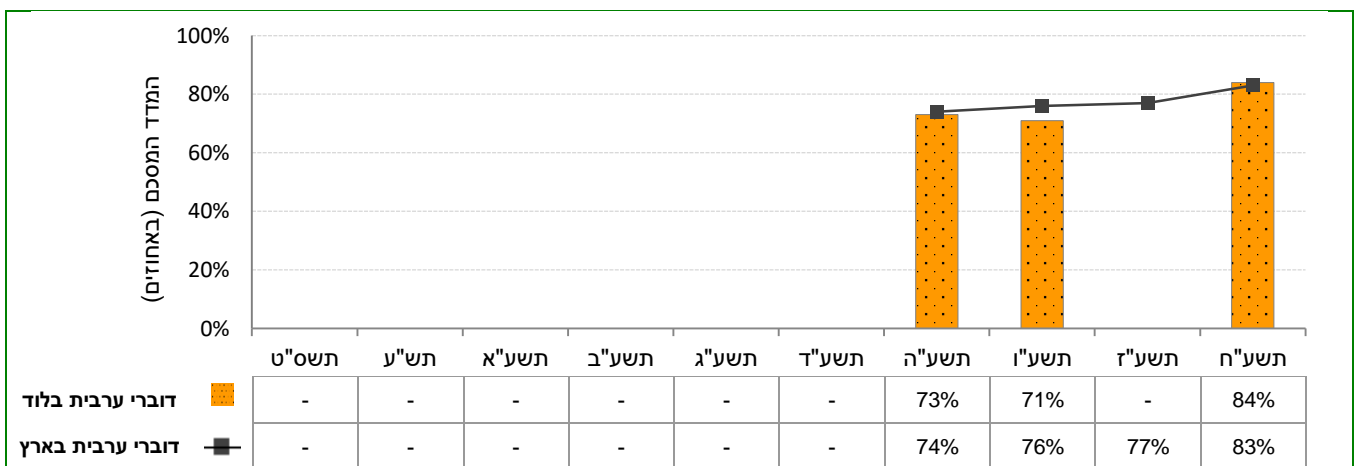 המדד המסכם (באחוזים)
100%
80%
60%
40%
20%
0%
תשס"ט תש"ע תשע"א תשע"ב תשע"ג תשע"ד תשע"ה תשע"ו תשע"ז תשע"ח
דוברי ערבית בלוד - - - - - - 73% 71% - 84%
דוברי ערבית בארץ - - - - - - 74% 76% 77% 83%